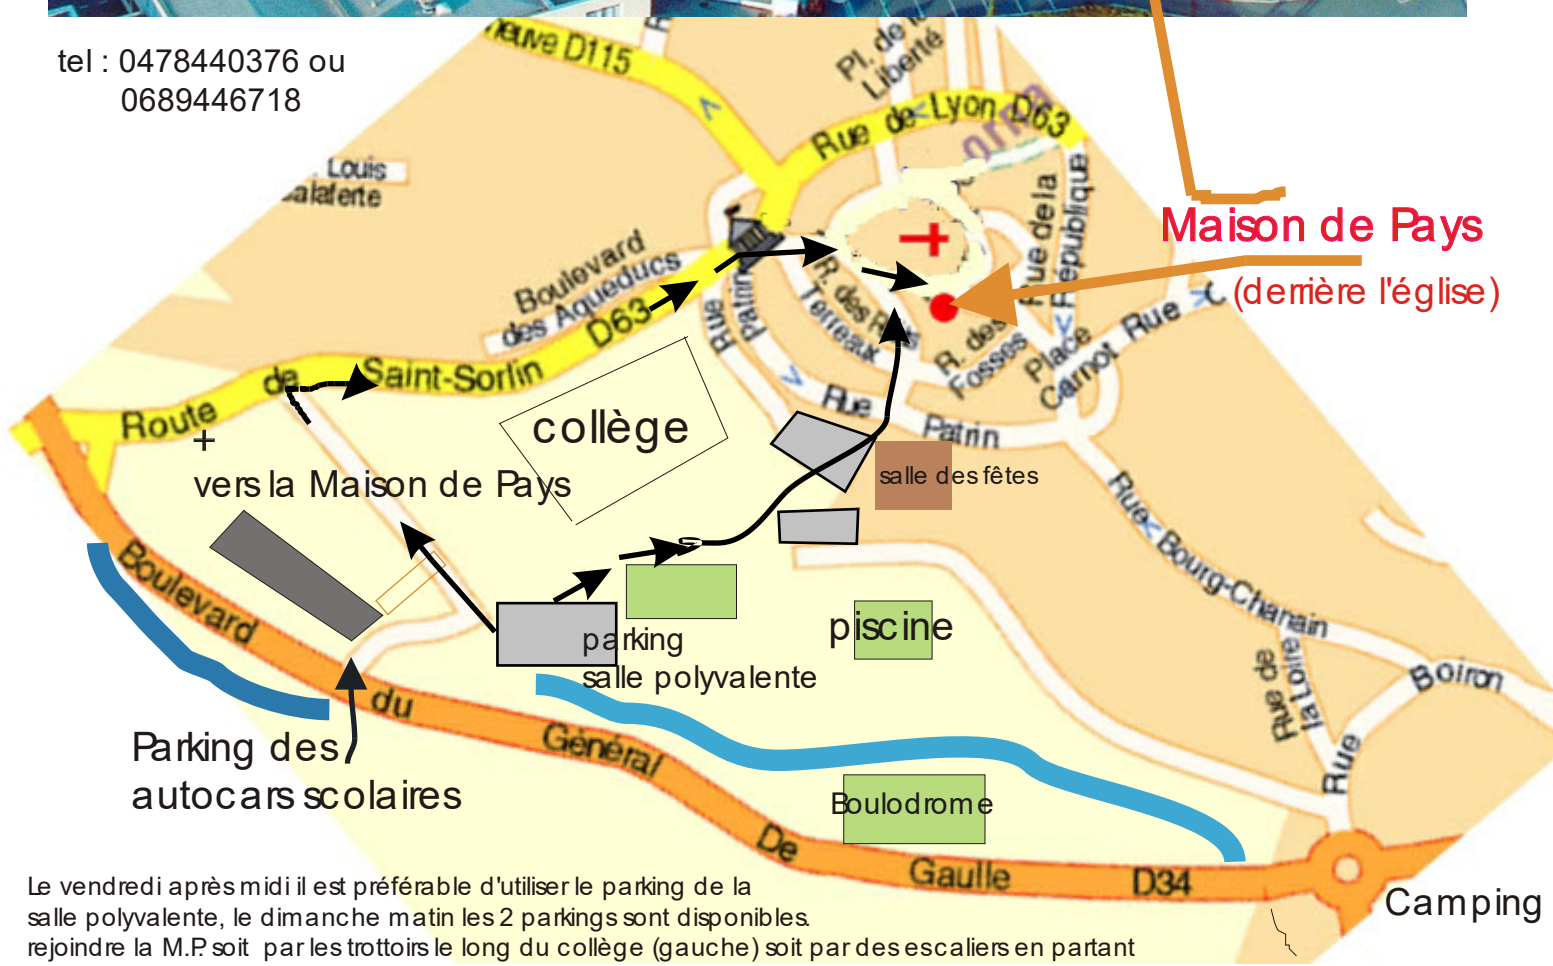 tel : 0478440376 ou
0689446718
neuve D115
Pl. de la
Liberté
Rue de Lyon D63
orna
Louis
Calaferte
Maison de Pays
(derrière l'église)
Rue de la
République
Boulevard
des Aqueducs
D63
Rue
Patrin
R. des
Terreaux
R. des
Fossés
Place
Carnot
Rue
Route de Saint-Sorlin
collège
Rue Patrin
+
vers la Maison de Pays
salle des fêtes
Rue Bourg-Chanain
Boulevard du Général De Gaulle D34
parking
salle polyvalente
piscine
Rue de
la Loire
Rue Boiron
Parking des
autocars scolaires
Boulodrome
Camping
Le vendredi après midi il est préférable d'utiliser le parking de la
salle polyvalente, le dimanche matin les 2 parkings sont disponibles.
rejoindre la M.P. soit par les trottoirs le long du collège (gauche) soit par des escaliers en partant